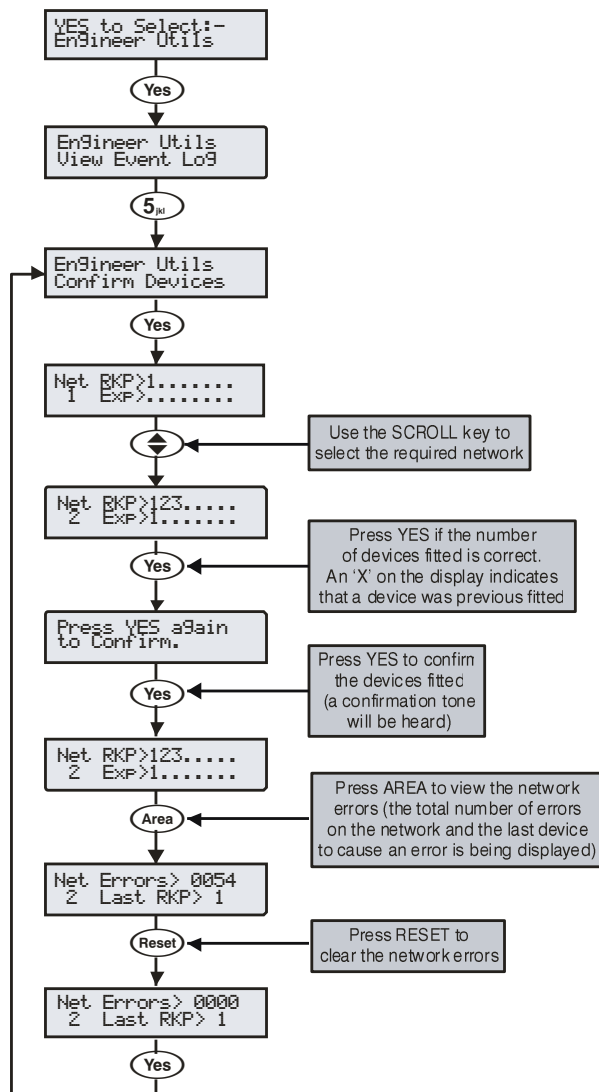 YES to Select:-
Engineer Utils
Yes
Engineer Utils
View Event Log
5 jkl
Engineer Utils
Confirm Devices
Yes
Net RKP>1.......
1 Exp>........
Use the SCROLL key to
select the required network
Net RKP>123.....
2 Exp>1.......
Press YES if the number
of devices fitted is correct.
An ‘X’ on the display indicates
that a device was previous fitted
Yes
Press YES again
to Confirm.
Press YES to confirm
the devices fitted
(a confirmation tone
will be heard)
Yes
Net RKP>123.....
2 Exp>1.......
Press AREA to view the network
errors (the total number of errors
on the network and the last device
to cause an error is being displayed)
Area
Net Errors> 0054
2 Last RKP> 1
Press RESET to
clear the network errors
Reset
Net Errors> 0000
2 Last RKP> 1
Yes